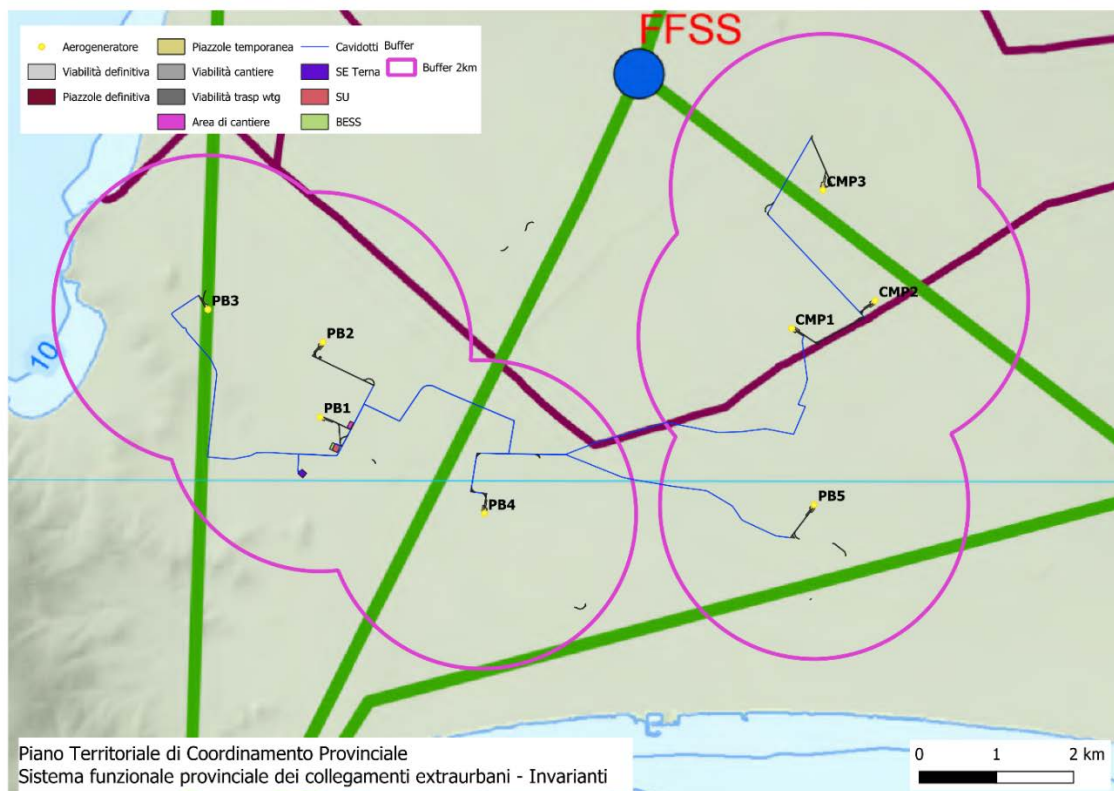 FFSS
Aerogeneratore
Viabilità definitiva
Piazzole definitiva
Piazzole temporanea
Viabilità cantiere
Viabilità trasp wtg
Area di cantiere
Cavidotti
SE Terna
SU
BESS
Buffer
Buffer 2km
CMP3
CMP2
CMP1
PB3
PB2
PB1
PB4
PB5
10
Piano Territoriale di Coordinamento Provinciale
Sistema funzionale provinciale dei collegamenti extraurbani - Invarianti
0 1 2 km